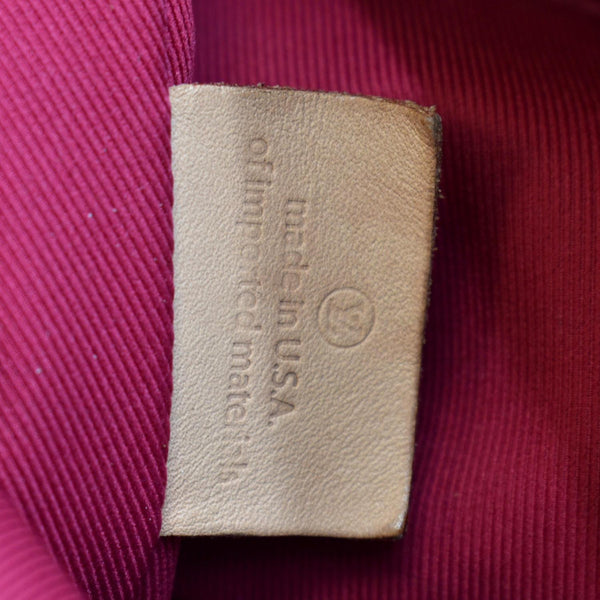 made in U.S.A.
of imported materials